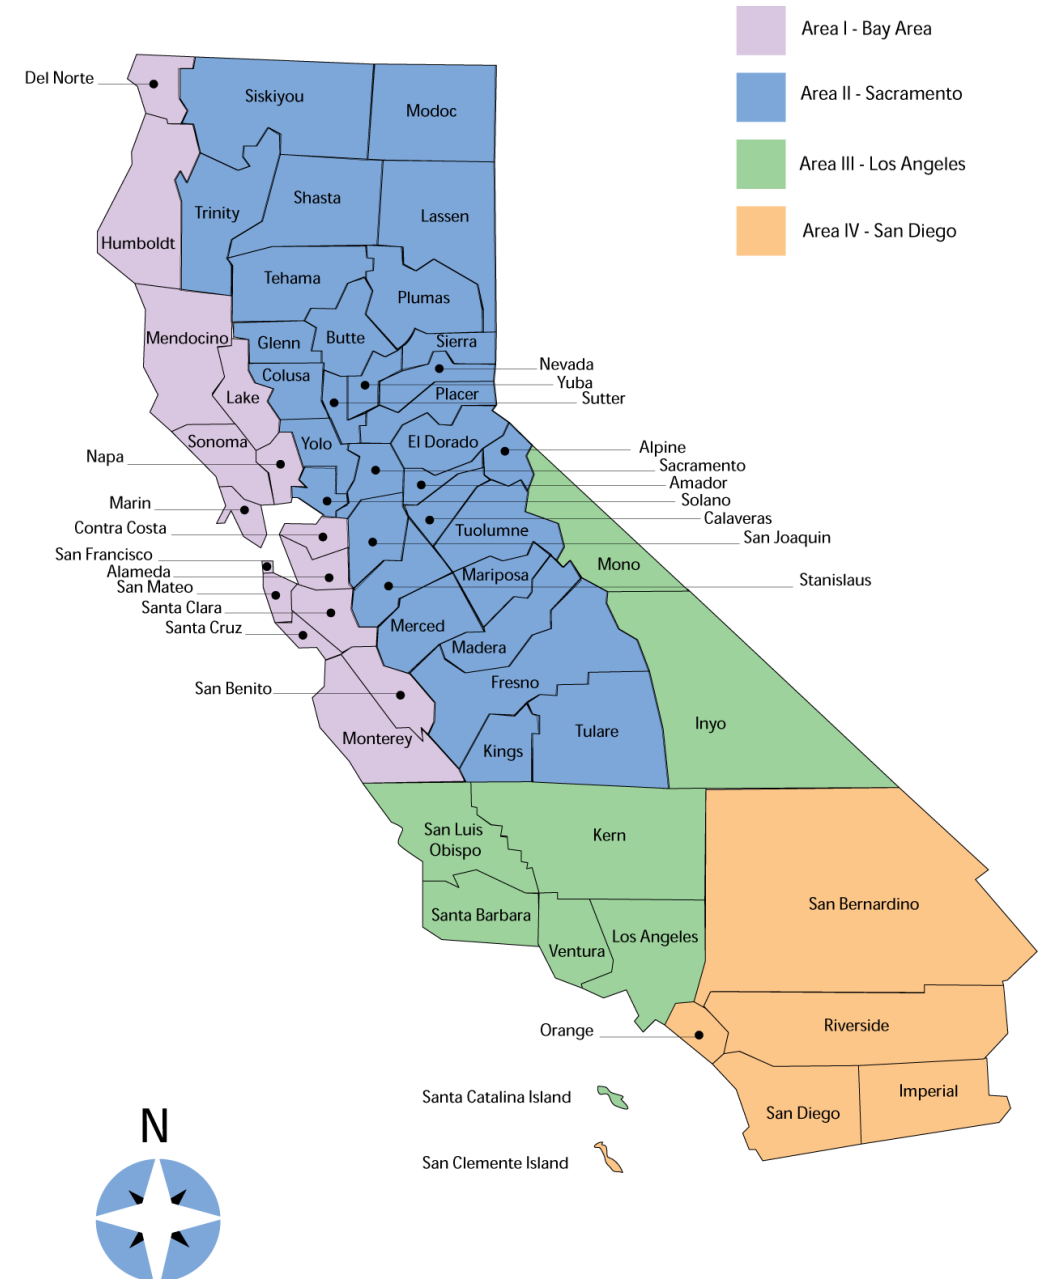 Area I - Bay Area
Del Norte
Area II - Sacramento
Siskiyou
Modoc
Area III - Los Angeles
Shasta
Trinity
Lassen
Area IV - San Diego
Humboldt
Tehama
Plumas
Mendocino
Glenn
Butte
Sierra
Nevada
Colusa
Yuba
Lake
Placer
Sutter
Sonoma
Yolo
El Dorado
Alpine
Napa
Sacramento
Amador
Solano
Marin
Calaveras
Contra Costa
Tuolumne
San Joaquin
San Francisco
Mono
Alameda
Mariposa
Stanislaus
San Mateo
Santa Clara
Santa Cruz
Merced
Madera
San Benito
Fresno
Inyo
Tulare
Monterey
Kings
San Luis
Obispo
Kern
San Bernardino
Santa Barbara
Los Angeles
Ventura
Orange
Riverside
Santa Catalina Island
Imperial
San Diego
N
San Clemente Island